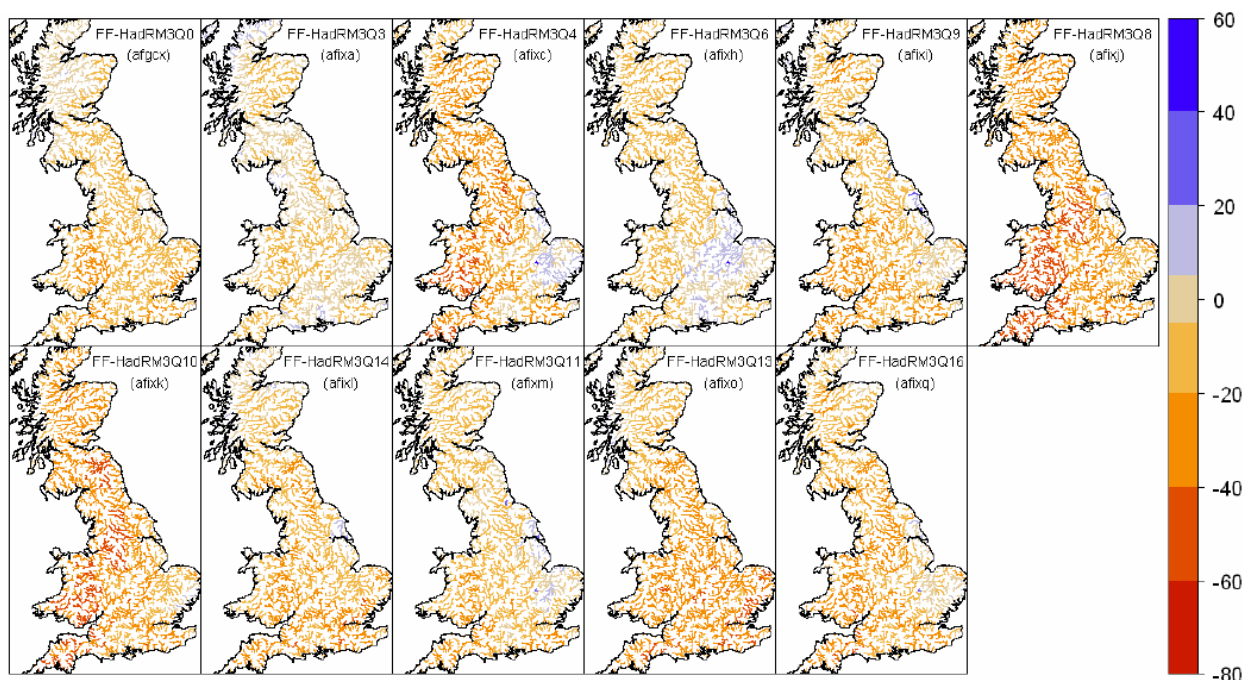 FF-HadRM3Q0
(afgcx)
FF-HadRM3Q3
(afixa)
FF-HadRM3Q4
(afixc)
FF-HadRM3Q6
(afixh)
FF-HadRM3Q9
(afixi)
FF-HadRM3Q8
(afixj)
FF-HadRM3Q10
(afixk)
FF-HadRM3Q14
(afixl)
FF-HadRM3Q11
(afixm)
FF-HadRM3Q13
(afixo)
FF-HadRM3Q16
(afixq)
60
40
20
0
-20
-40
-60
-80